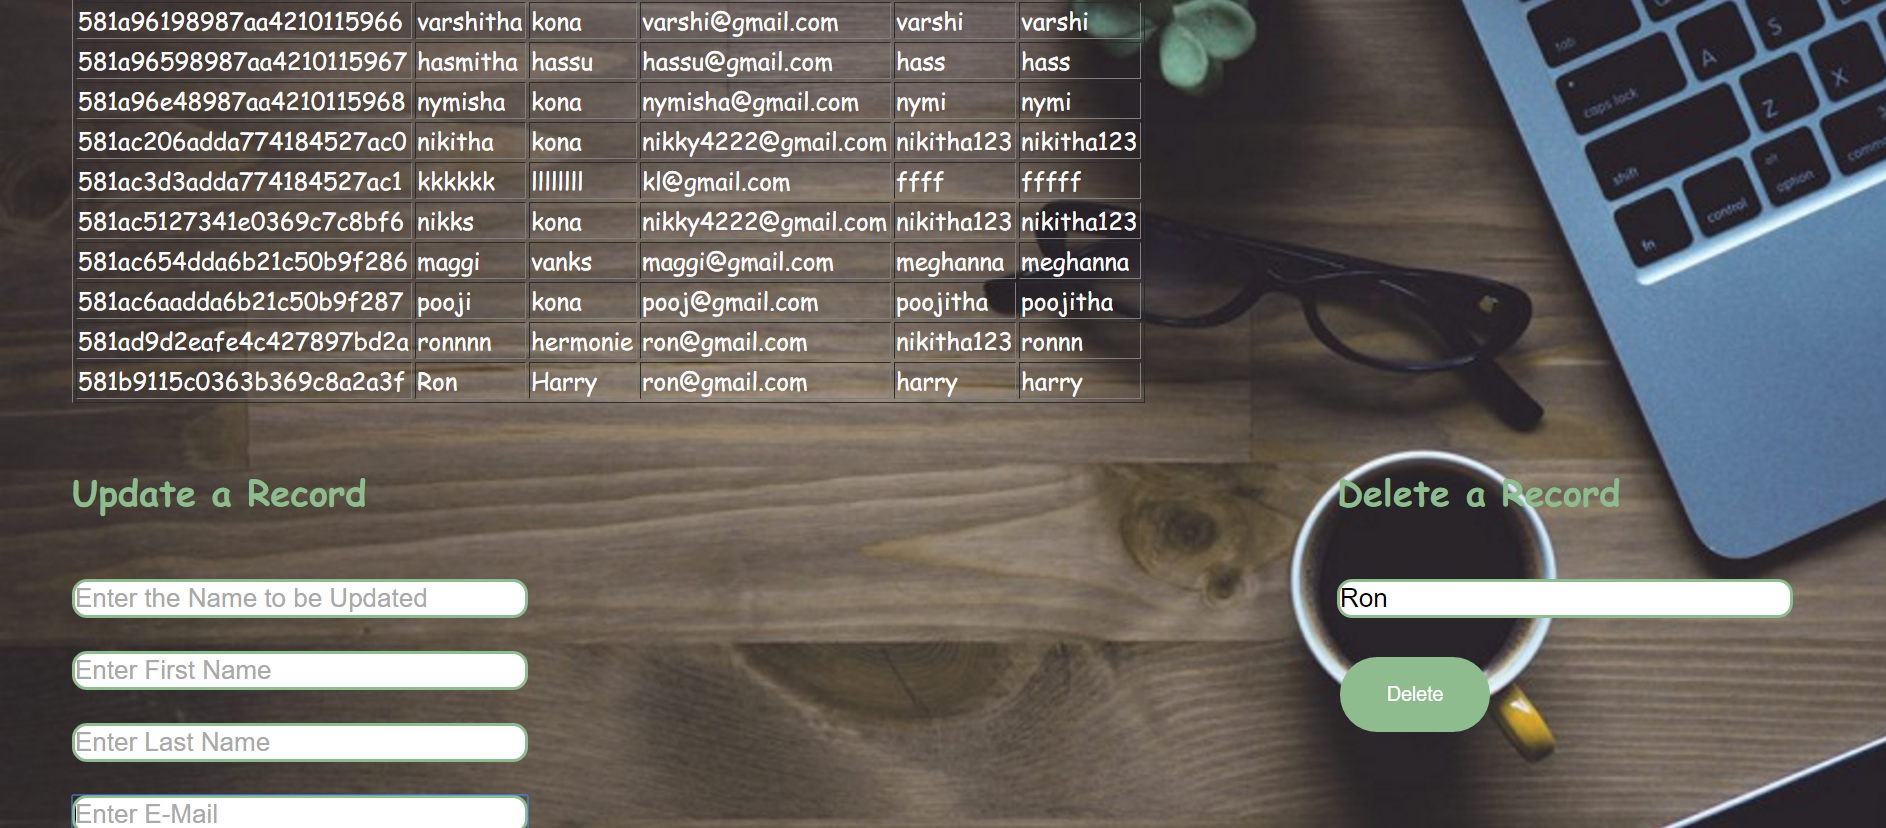 581a96198987aa4210115966 varshitha kona varshi@gmail.com varshi varshi
581a96598987aa4210115967 hasmitha hassu hassu@gmail.com hass hass
581a96e48987aa4210115968 nymisha kona nymisha@gmail.com nymi nymi
581ac206adda774184527ac0 nikitha kona nikky4222@gmail.com nikitha123 nikitha123
581ac3d3adda774184527ac1 kkkkkk llllllll kl@gmail.com ffff fffff
581ac5127341e0369c7c8bf6 nikks kona nikky4222@gmail.com nikitha123 nikitha123
581ac654dda6b21c50b9f286 maggi vanks maggi@gmail.com meghanna meghanna
581ac6aadda6b21c50b9f287 pooji kona pooj@gmail.com poojitha poojitha
581ad9d2eafe4c427897bd2a ronnnn hermonie ron@gmail.com nikitha123 ronnn
581b9115c0363b369c8a2a3f Ron Harry ron@gmail.com harry harry
Update a Record
Enter the Name to be Updated
Enter First Name
Enter Last Name
Enter E-Mail
Delete a Record
Ron
Delete
tab
caps lock
A
S
shift
Z
X
fn
control
alt
option